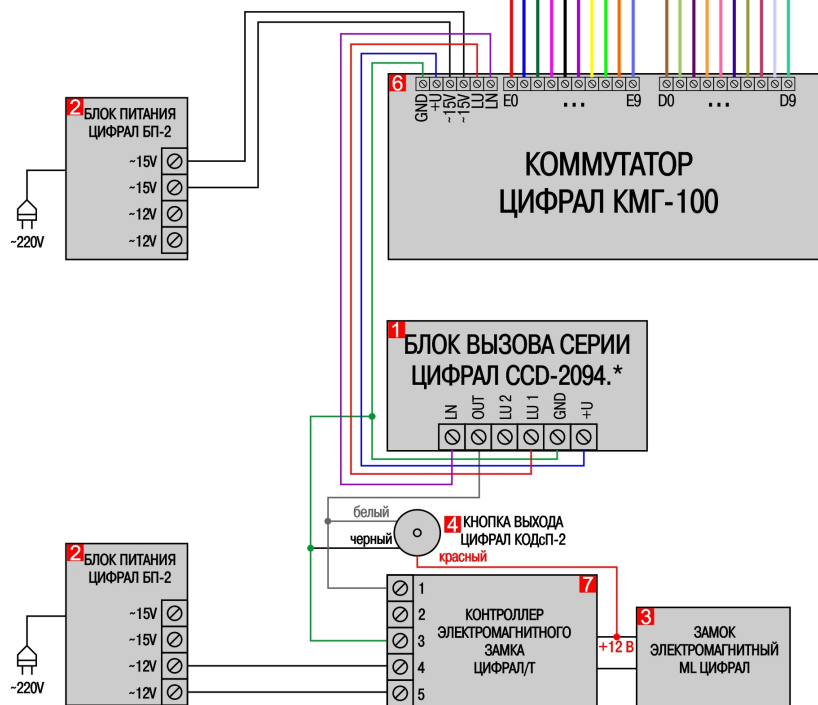 2
БЛОК ПИТАНИЯ
ЦИФРАЛ БП-2
~15V
~15V
~12V
~12V
~220V
6
GND
+U
~15V
~15V
LU
LN
E0
...
E9
D0
...
D9
КОММУТАТОР
ЦИФРАЛ КМГ-100
1
БЛОК ВЫЗОВА СЕРИИ
ЦИФРАЛ CCD-2094.*
LN
OUT
LU 2
LU 1
GND
+U
белый
черный
красный
4
КНОПКА ВЫХОДА
ЦИФРАЛ КОДсП-2
2
БЛОК ПИТАНИЯ
ЦИФРАЛ БП-2
~15V
~15V
~12V
~12V
~220V
7
1
2
3
4
5
КОНТРОЛЛЕР
ЭЛЕКТРОМАГНИТНОГО
ЗАМКА
ЦИФРАЛ/Т
+12 В
3
ЗАМОК
ЭЛЕКТРОМАГНИТНЫЙ
ML ЦИФРАЛ